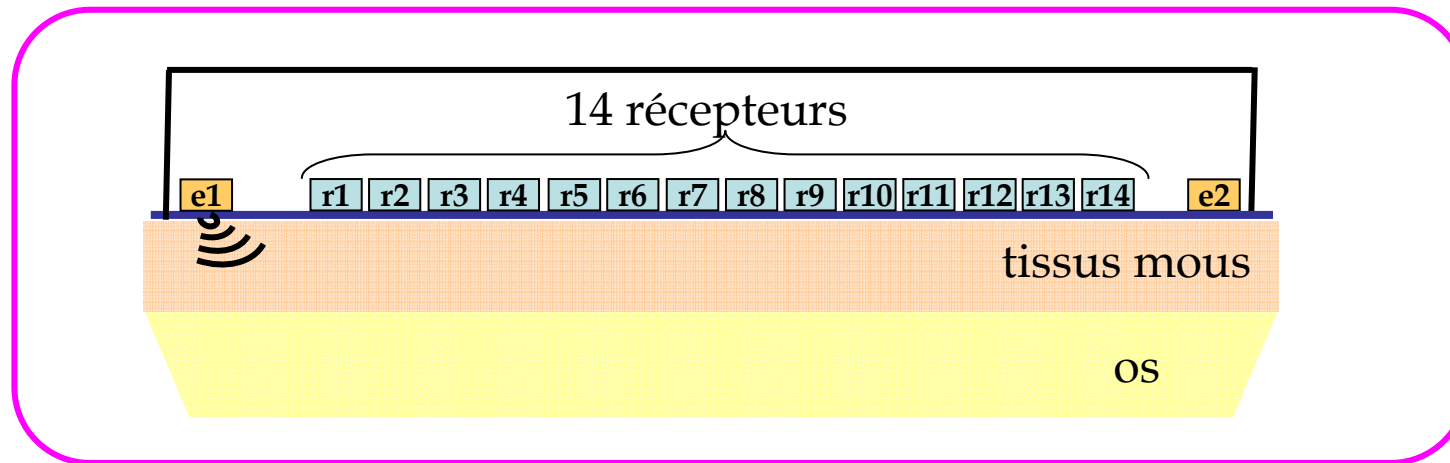 14 récepteurs
e1 r1 r2 r3 r4 r5 r6 r7 r8 r9 r10 r11 r12 r13 r14 e2
tissus mous
os